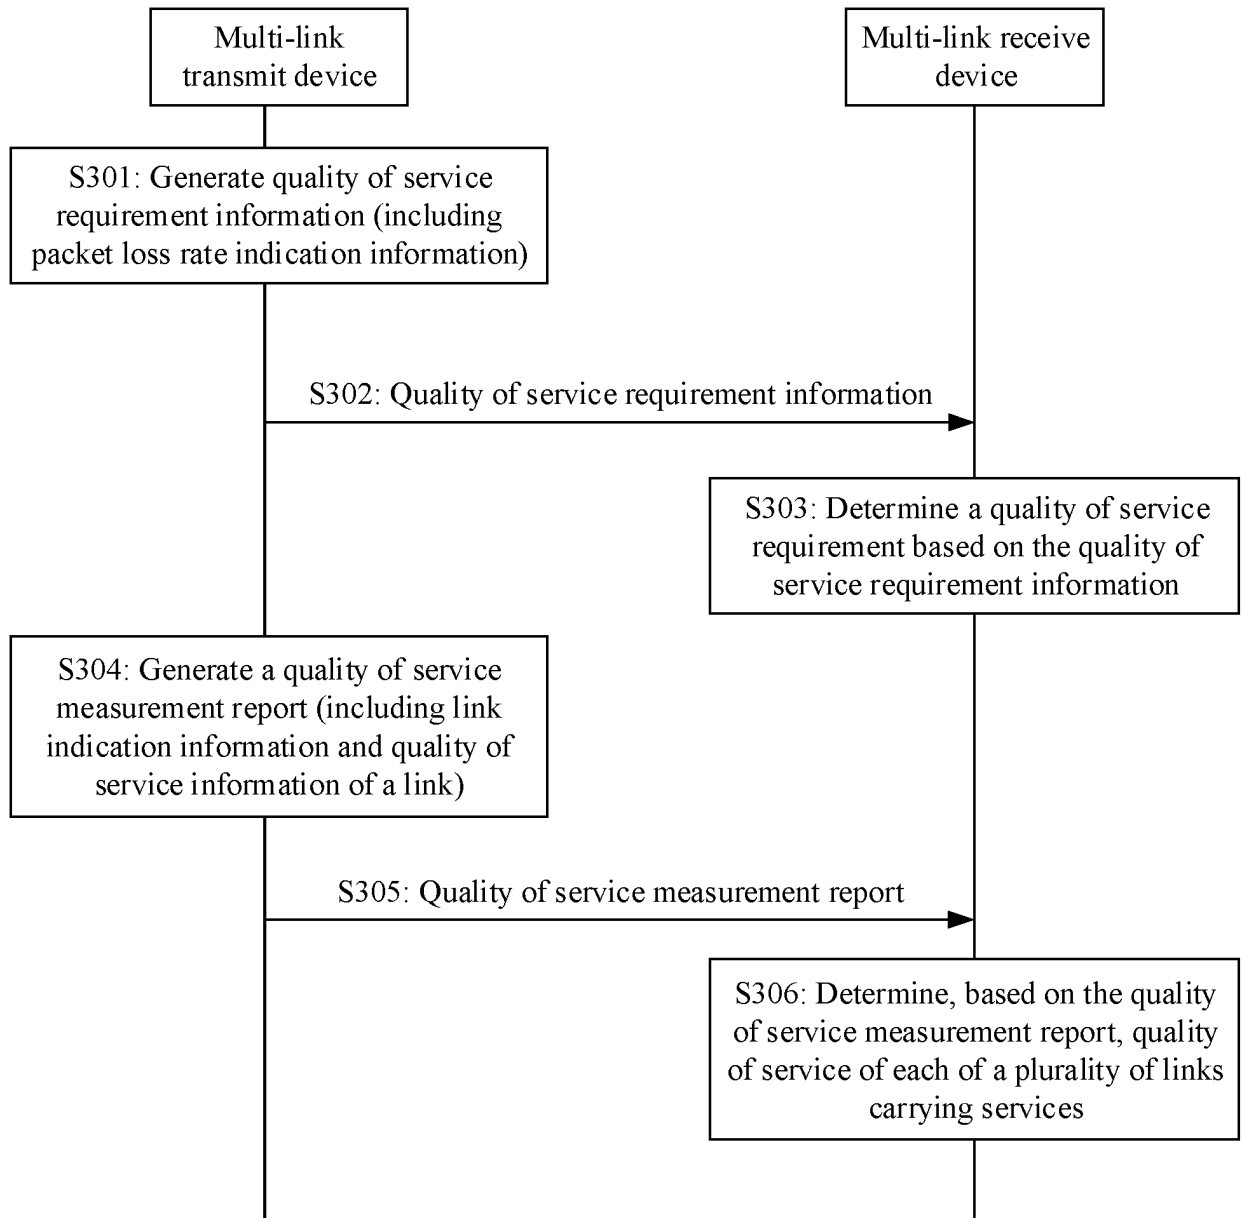 Multi-link
transmit device
Multi-link receive
device
S301: Generate quality of service
requirement information (including
packet loss rate indication information)
S302: Quality of service requirement information
S303: Determine a quality of service
requirement based on the quality of
service requirement information
S304: Generate a quality of service
measurement report (including link
indication information and quality of
service information of a link)
S305: Quality of service measurement report
S306: Determine, based on the quality
of service measurement report, quality
of service of each of a plurality of links
carrying services